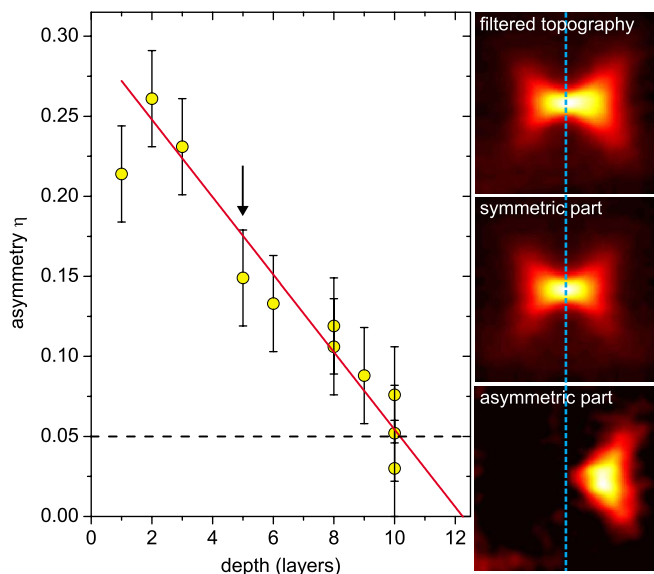 0.30
0.25
0.20
0.15
0.10
0.05
0.00
asymmetry η
0
2
4
6
8
10
12
depth (layers)
filtered topography
symmetric part
asymmetric part